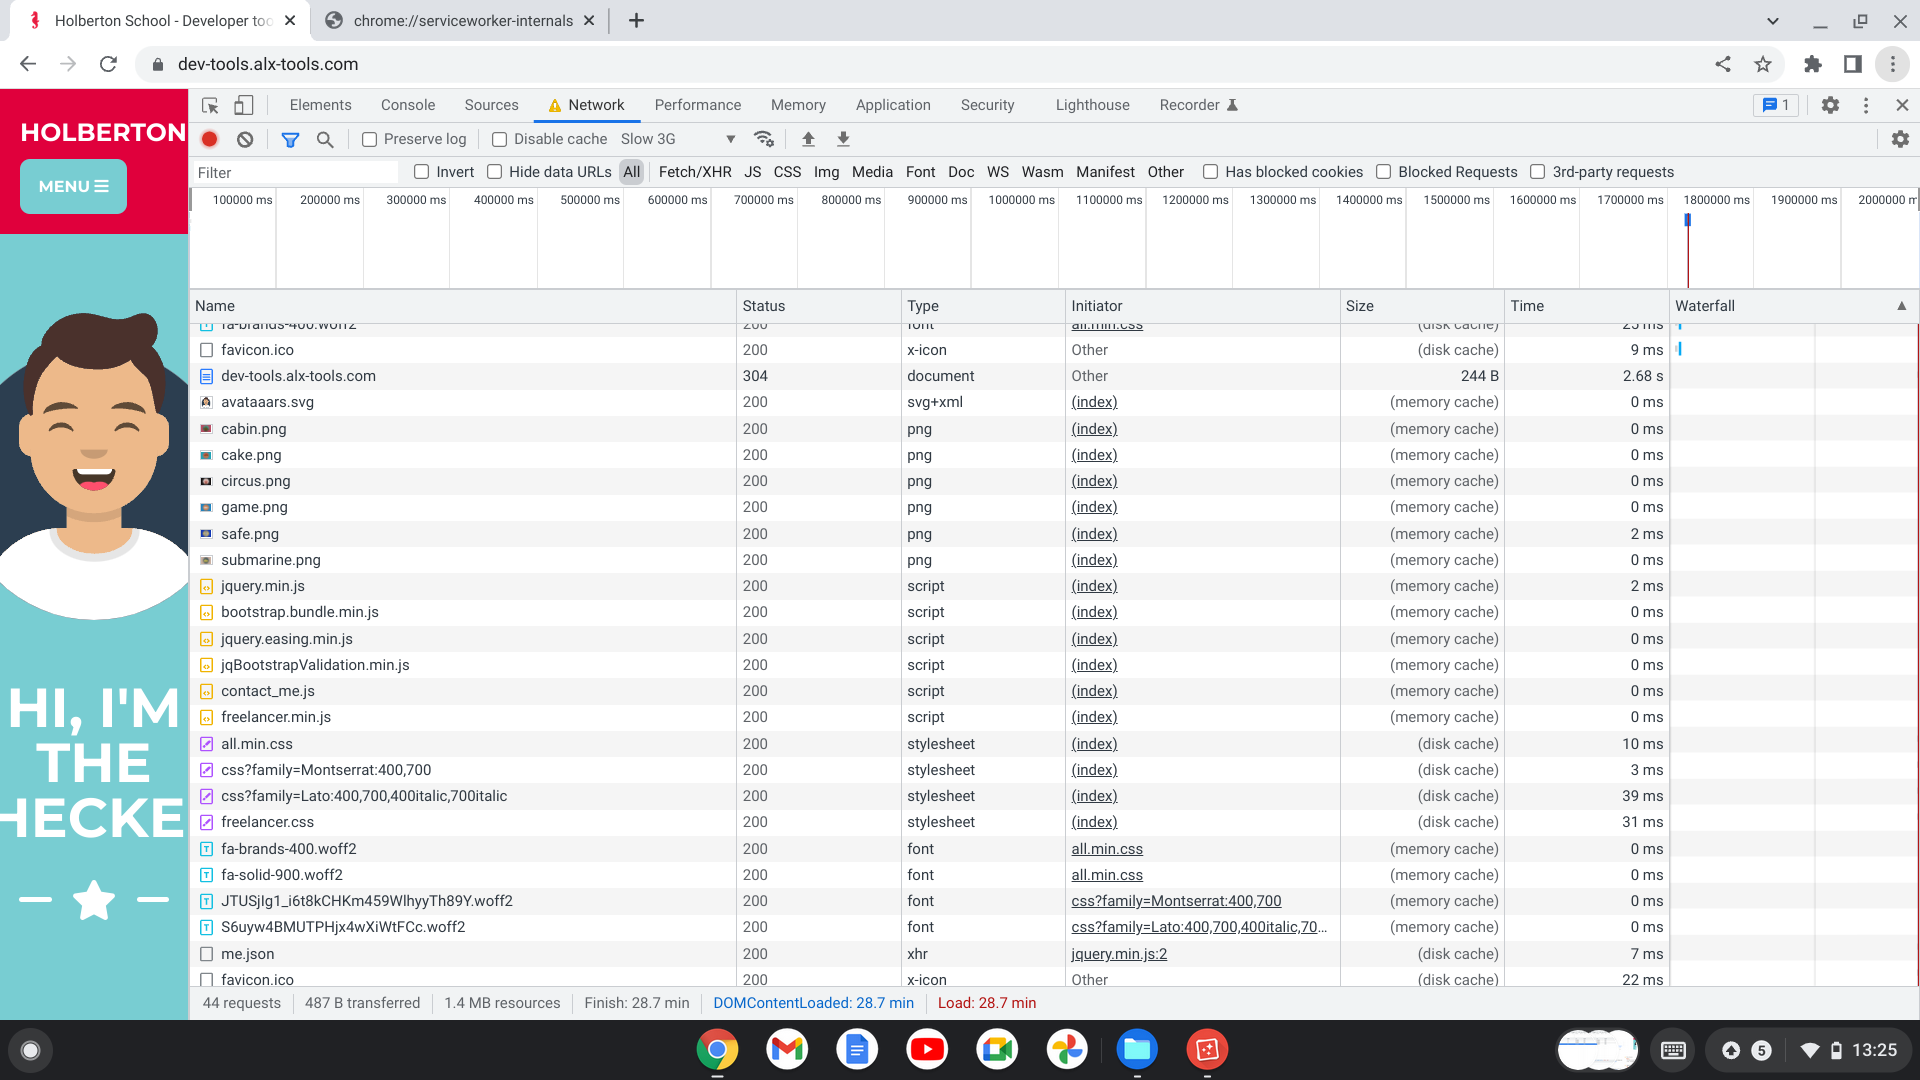 Holberton School - Developer too
chrome://serviceworker-internals
dev-tools.alx-tools.com
HOLBERTON
MENU
HI, I'M
THE
HECKE
Elements Console Sources Network Performance Memory Application Security Lighthouse Recorder 1
Preserve log Disable cache Slow 3G
Filter Invert Hide data URLs All Fetch/XHR JS CSS Img Media Font Doc WS Wasm Manifest Other Has blocked cookies Blocked Requests 3rd-party requests
100000 ms 200000 ms 300000 ms 400000 ms 500000 ms 600000 ms 700000 ms 800000 ms 900000 ms 1000000 ms 1100000 ms 1200000 ms 1300000 ms 1400000 ms 1500000 ms 1600000 ms 1700000 ms 1800000 ms 1900000 ms 2000000 m
Name Status Type Initiator Size Time Waterfall
fa-brands-400.woff2 200 font all.min.css (disk cache) 25 ms
favicon.ico 200 x-icon Other (disk cache) 9 ms
dev-tools.alx-tools.com 304 document Other 244 B 2.68 s
avataaars.svg 200 svg+xml (index) (memory cache) 0 ms
cabin.png 200 png (index) (memory cache) 0 ms
cake.png 200 png (index) (memory cache) 0 ms
circus.png 200 png (index) (memory cache) 0 ms
game.png 200 png (index) (memory cache) 0 ms
safe.png 200 png (index) (memory cache) 2 ms
submarine.png 200 png (index) (memory cache) 0 ms
jquery.min.js 200 script (index) (memory cache) 2 ms
bootstrap.bundle.min.js 200 script (index) (memory cache) 0 ms
jquery.easing.min.js 200 script (index) (memory cache) 0 ms
jqBootstrapValidation.min.js 200 script (index) (memory cache) 0 ms
contact_me.js 200 script (index) (memory cache) 0 ms
freelancer.min.js 200 script (index) (memory cache) 0 ms
all.min.css 200 stylesheet (index) (disk cache) 10 ms
css?family=Montserrat:400,700 200 stylesheet (index) (disk cache) 3 ms
css?family=Lato:400,700,400italic,700italic 200 stylesheet (index) (disk cache) 39 ms
freelancer.css 200 stylesheet (index) (disk cache) 31 ms
fa-brands-400.woff2 200 font all.min.css (memory cache) 0 ms
fa-solid-900.woff2 200 font all.min.css (memory cache) 0 ms
JTUSjIg1_i6t8kCHKm459WlhyyTh89Y.woff2 200 font css?family=Montserrat:400,700 (memory cache) 0 ms
S6uyw4BMUTPHjx4wXiWtFCc.woff2 200 font css?family=Lato:400,700,400italic,70... (memory cache) 0 ms
me.json 200 xhr jquery.min.js:2 (disk cache) 7 ms
favicon.ico 200 x-icon Other (disk cache) 22 ms
44 requests 487 B transferred 1.4 MB resources Finish: 28.7 min DOMContentLoaded: 28.7 min Load: 28.7 min
5 13:25